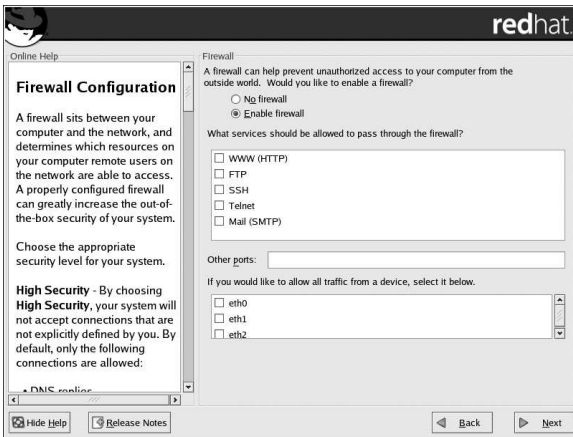 redhat.
Online Help
Firewall Configuration
A firewall sits between your
computer and the network, and
determines which resources on
your computer remote users on
the network are able to access.
A properly configured firewall
can greatly increase the out-of-
the-box security of your system.
Choose the appropriate
security level for your system.
High Security - By choosing
High Security, your system will
not accept connections that are
not explicitly defined by you. By
default, only the following
connections are allowed:
• DNS replies
Hide Help
Release Notes
Firewall
A firewall can help prevent unauthorized access to your computer from the
outside world. Would you like to enable a firewall?
No firewall
Enable firewall
What services should be allowed to pass through the firewall?
WWW (HTTP)
FTP
SSH
Telnet
Mail (SMTP)
Other ports:
If you would like to allow all traffic from a device, select it below.
eth0
eth1
eth2
Back
Next